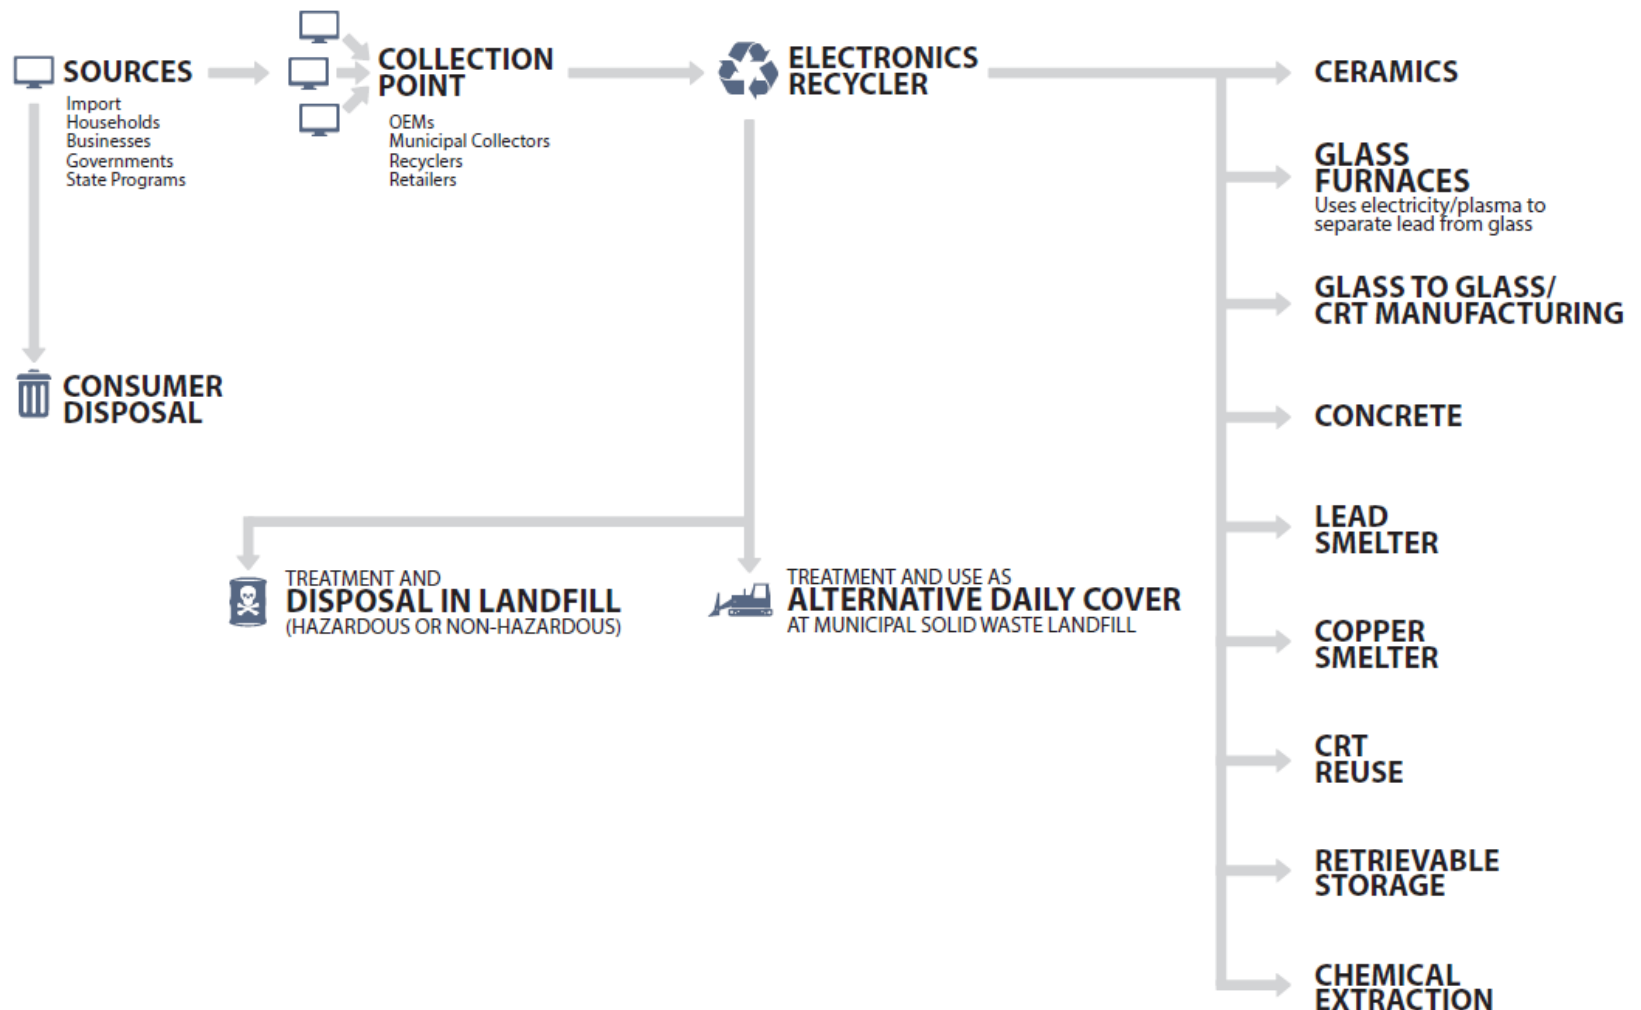 SOURCES
Import
Households
Businesses
Governments
State Programs
COLLECTION
POINT
OEMs
Municipal Collectors
Recyclers
Retailers
ELECTRONICS
RECYCLER
CERAMICS
GLASS
FURNACES
Uses electricity/plasma to
separate lead from glass
GLASS TO GLASS/
CRT MANUFACTURING
CONSUMER
DISPOSAL
CONCRETE
LEAD
SMELTER
TREATMENT AND
DISPOSAL IN LANDFILL
(HAZARDOUS OR NON-HAZARDOUS)
TREATMENT AND USE AS
ALTERNATIVE DAILY COVER
AT MUNICIPAL SOLID WASTE LANDFILL
COPPER
SMELTER
CRT
REUSE
RETRIEVABLE
STORAGE
CHEMICAL
EXTRACTION